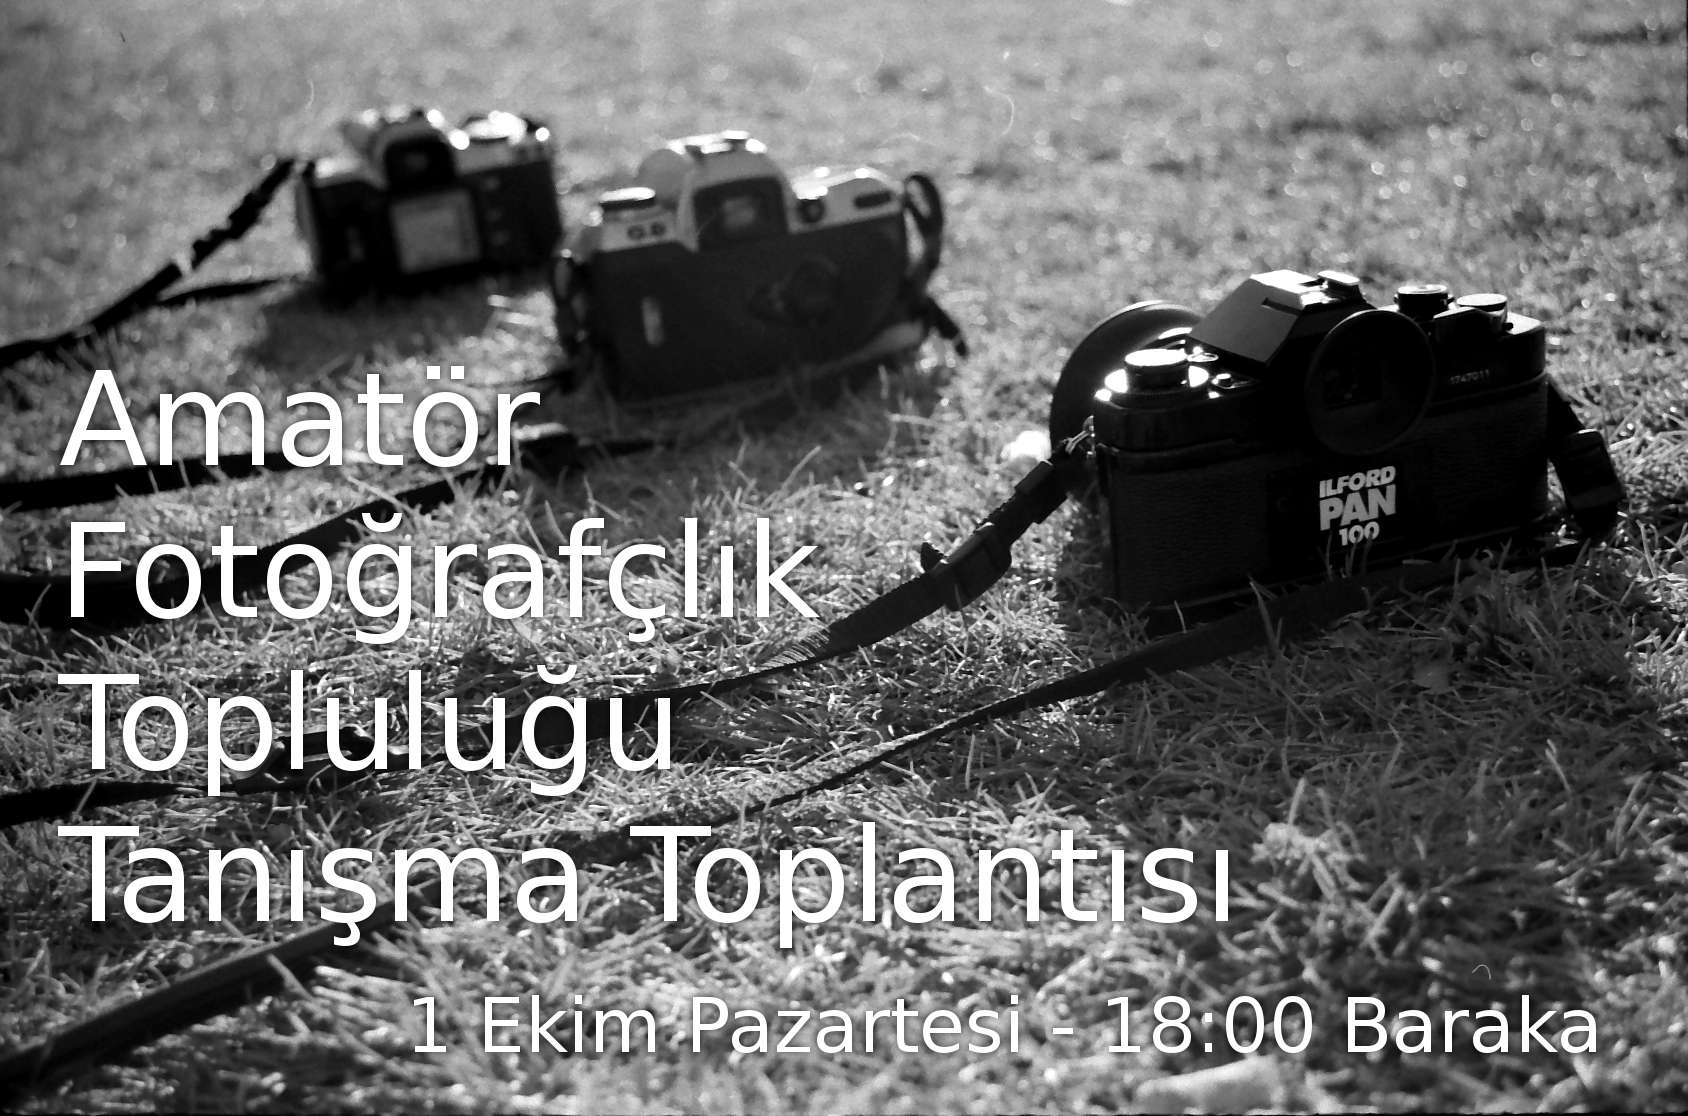 Amatör
Fotoğrafçlık
Topluluğu
Tanışma Toplantısı
1 Ekim Pazartesi - 18:00 Baraka
ILFORD
PAN
100